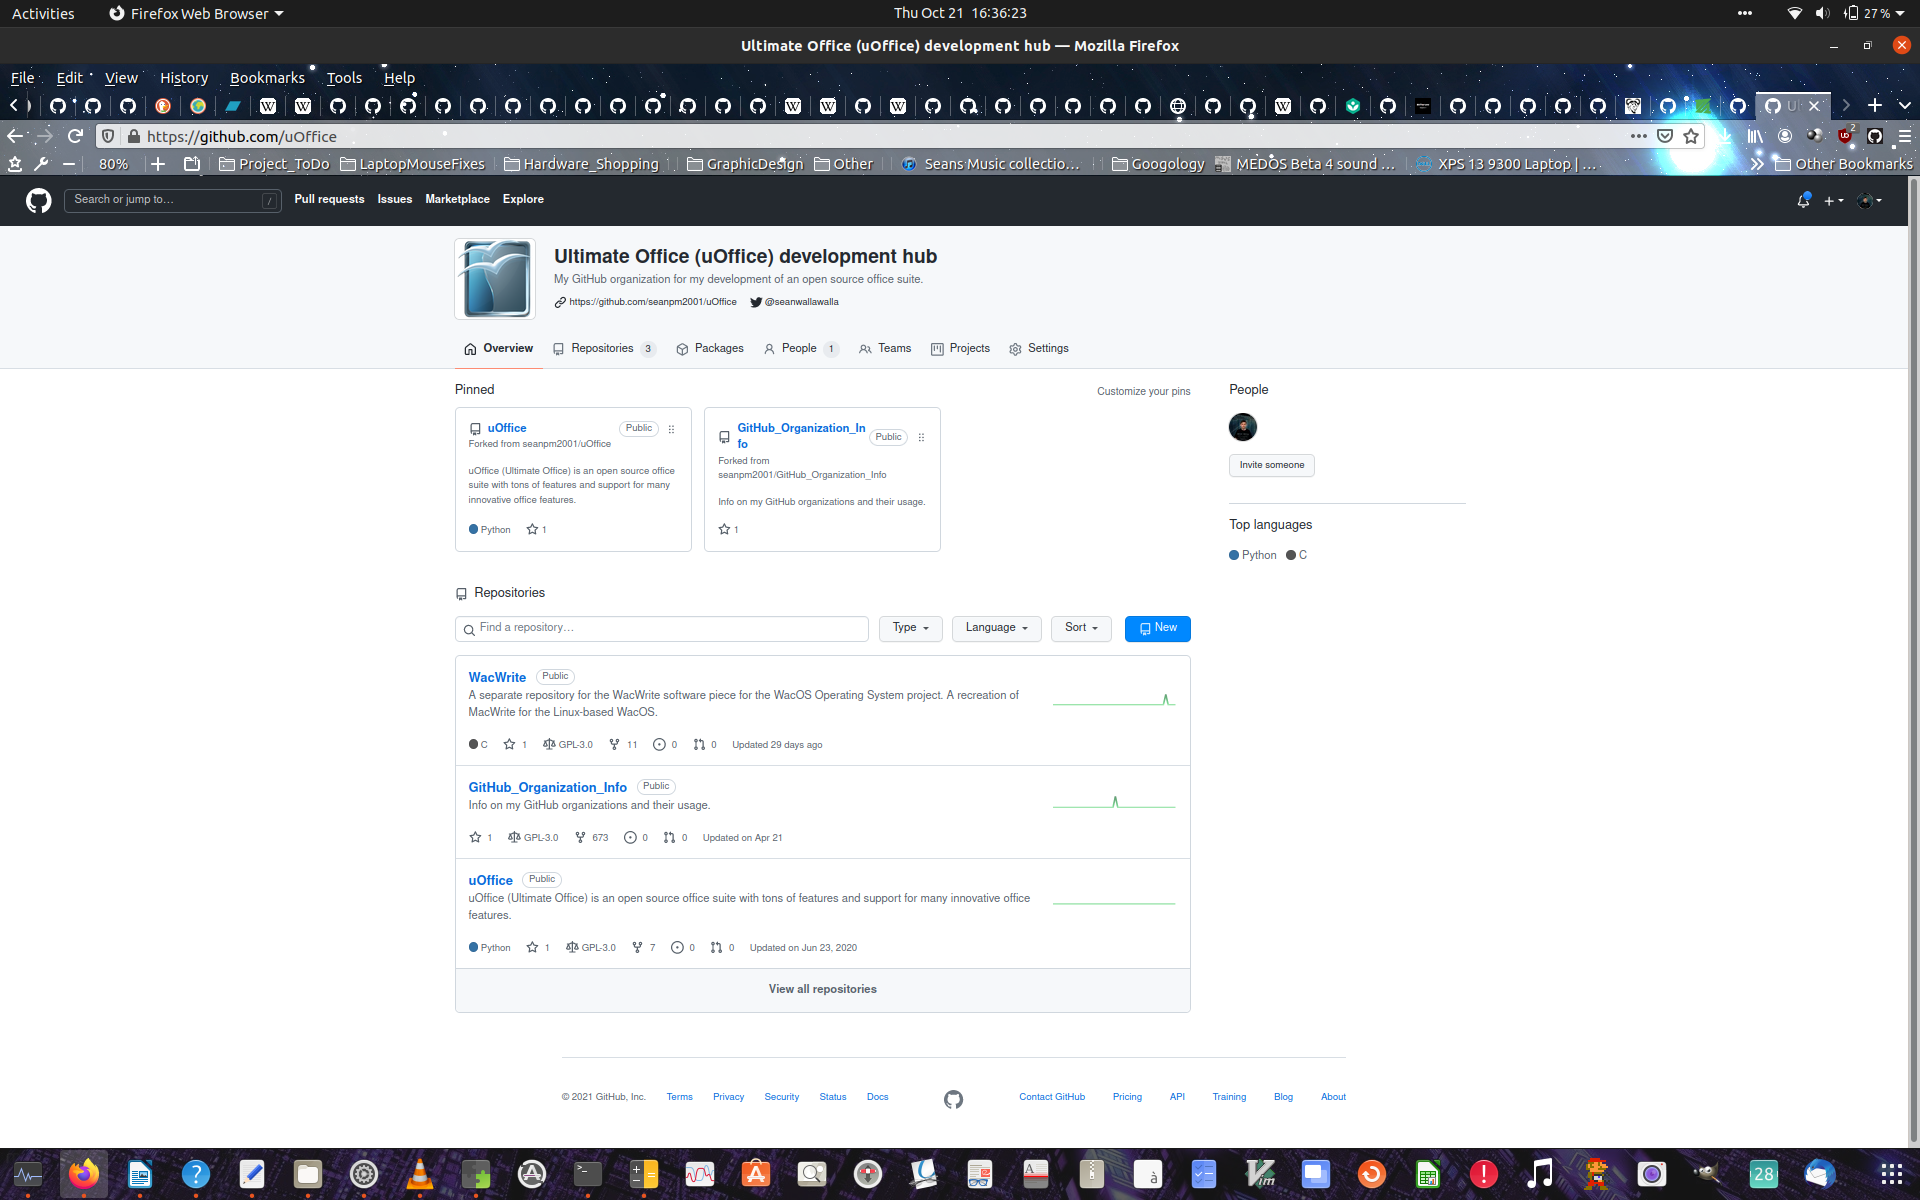 Activities
Firefox Web Browser
Thu Oct 21 16:36:23
27 %
Ultimate Office (uOffice) development hub — Mozilla Firefox
File Edit View History Bookmarks Tools Help
https://github.com/uOffice
2
80%
Project_ToDo
LaptopMouseFixes
Hardware_Shopping
GraphicDesign
Other
Seans Music collectio…
Googology
MEDOS Beta 4 sound …
XPS 13 9300 Laptop | …
Other Bookmarks
Search or jump to…
/
Pull requests Issues Marketplace Explore
Ultimate Office (uOffice) development hub
My GitHub organization for my development of an open source office suite.
https://github.com/seanpm2001/uOffice @seanwallawalla
Overview Repositories 3 Packages People 1 Teams Projects Settings
Pinned
Customize your pins
uOffice Public
Forked from seanpm2001/uOffice
uOffice (Ultimate Office) is an open source office
suite with tons of features and support for many
innovative office features.
Python 1
GitHub_Organization_In
fo
Public
Forked from
seanpm2001/GitHub_Organization_Info
Info on my GitHub organizations and their usage.
1
People
Invite someone
Top languages
Python C
Repositories
Find a repository…
Type Language Sort New
WacWrite Public
A separate repository for the WacWrite software piece for the WacOS Operating System project. A recreation of
MacWrite for the Linux-based WacOS.
C 1 GPL-3.0 11 0 0 Updated 29 days ago
GitHub_Organization_Info Public
Info on my GitHub organizations and their usage.
1 GPL-3.0 673 0 0 Updated on Apr 21
uOffice Public
uOffice (Ultimate Office) is an open source office suite with tons of features and support for many innovative office
features.
Python 1 GPL-3.0 7 0 0 Updated on Jun 23, 2020
View all repositories
© 2021 GitHub, Inc. Terms Privacy Security Status Docs
Contact GitHub Pricing API Training Blog About
28